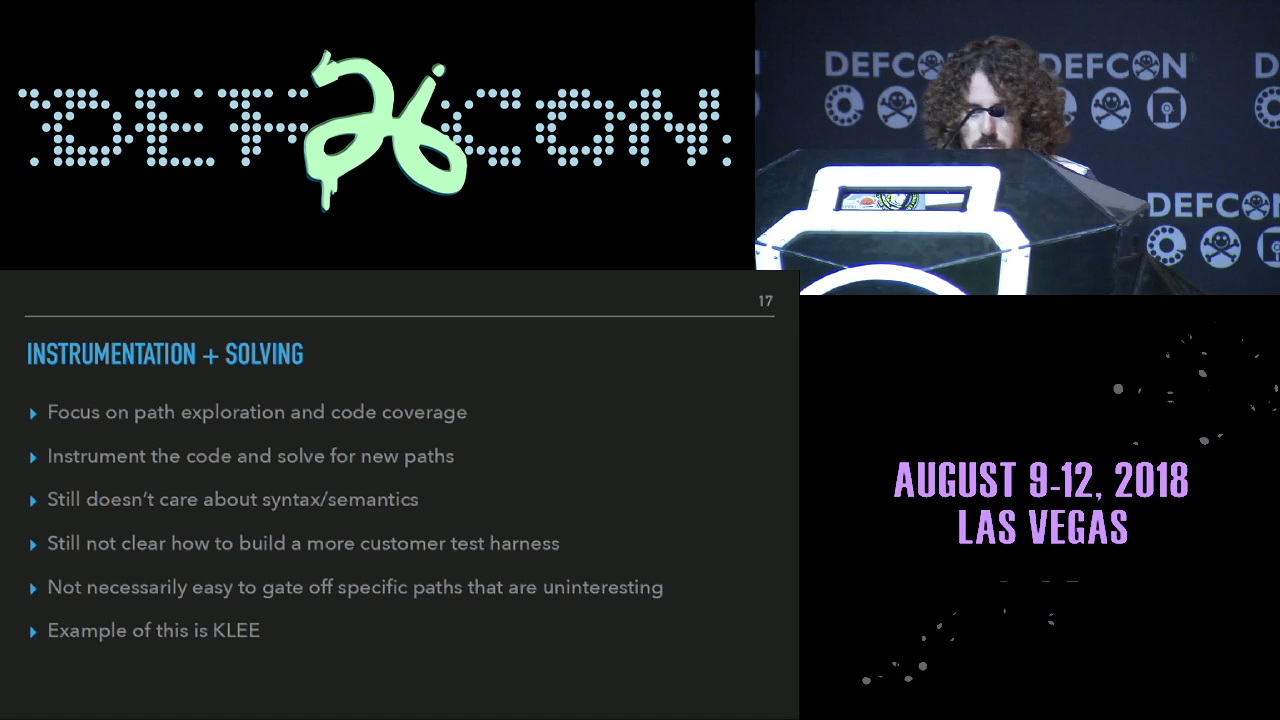 DEF CON 26
DEFCON
DEFCON
DEFCON
17
INSTRUMENTATION + SOLVING
Focus on path exploration and code coverage
Instrument the code and solve for new paths
Still doesn't care about syntax/semantics
Still not clear how to build a more customer test harness
Not necessarily easy to gate off specific paths that are uninteresting
Example of this is KLEE
AUGUST 9-12, 2018
LAS VEGAS